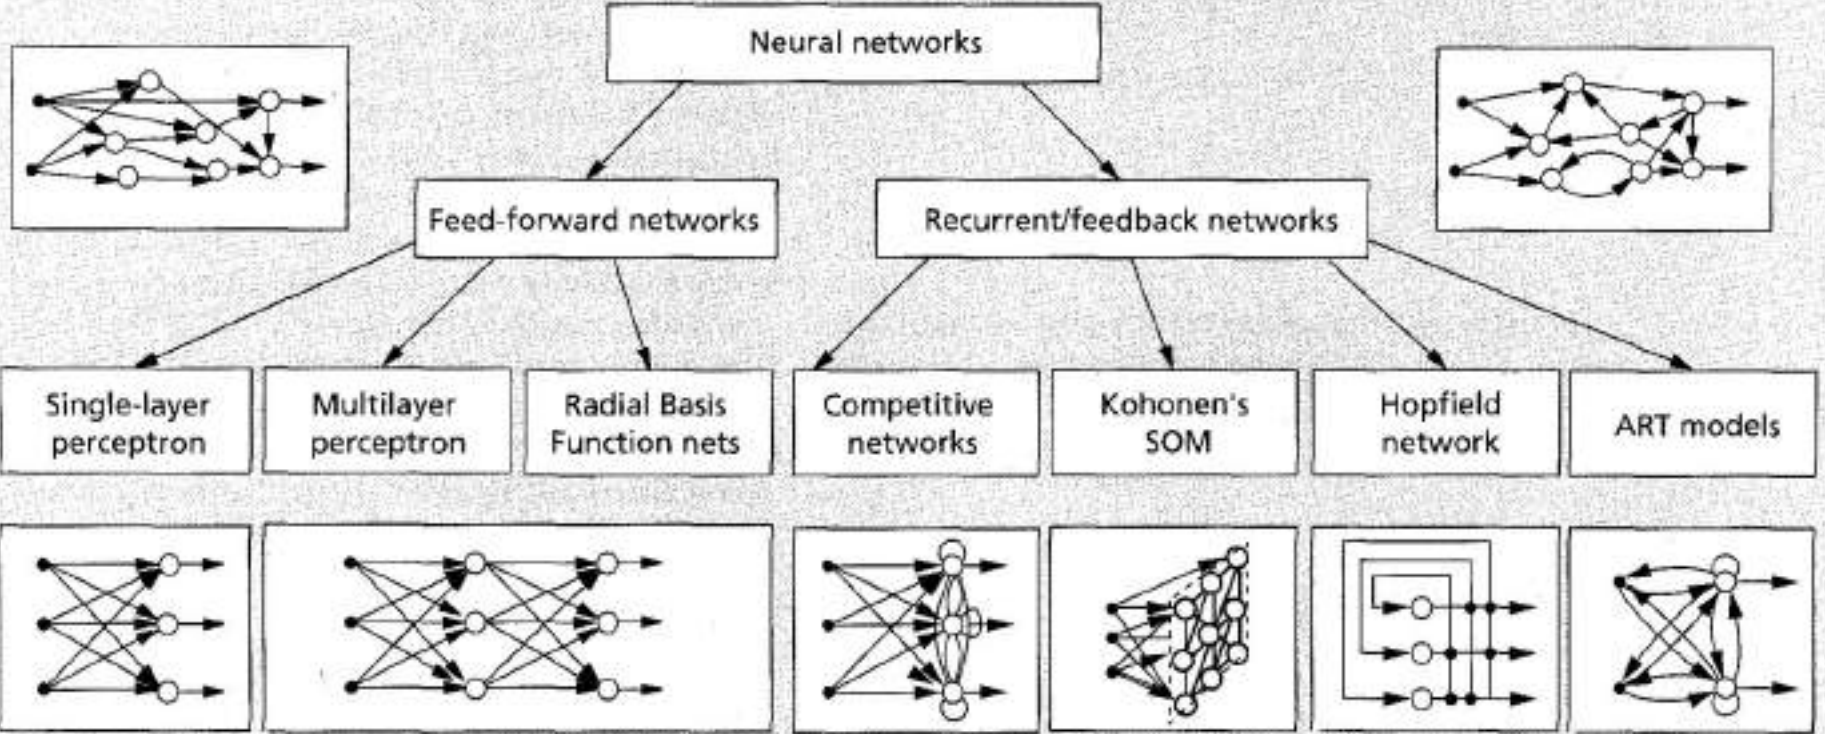 Neural networks
Feed-forward networks
Recurrent/feedback networks
Single-layer
perceptron
Multilayer
perceptron
Radial Basis
Function nets
Competitive
networks
Kohonen's
SOM
Hopfield
network
ART models